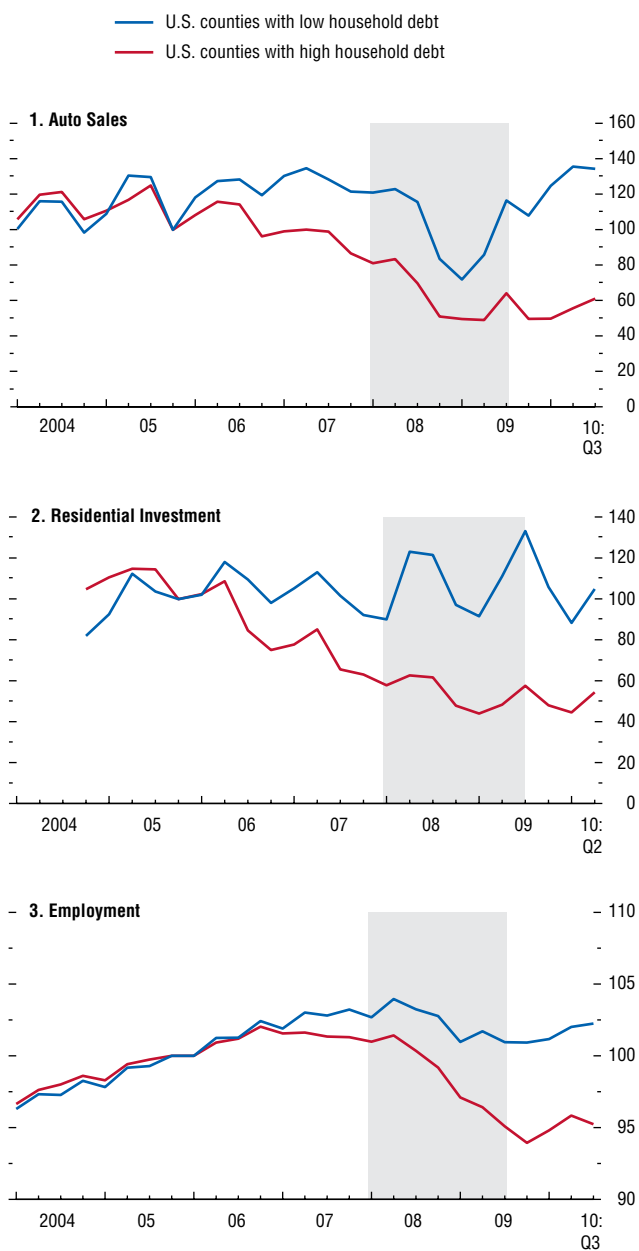 U.S. counties with low household debt
U.S. counties with high household debt
1. Auto Sales
160
140
120
100
80
60
40
20
0
2004 05 06 07 08 09 10:
Q3
2. Residential Investment
140
120
100
80
60
40
20
0
2004 05 06 07 08 09 10:
Q2
3. Employment
110
105
100
95
90
2004 05 06 07 08 09 10:
Q3